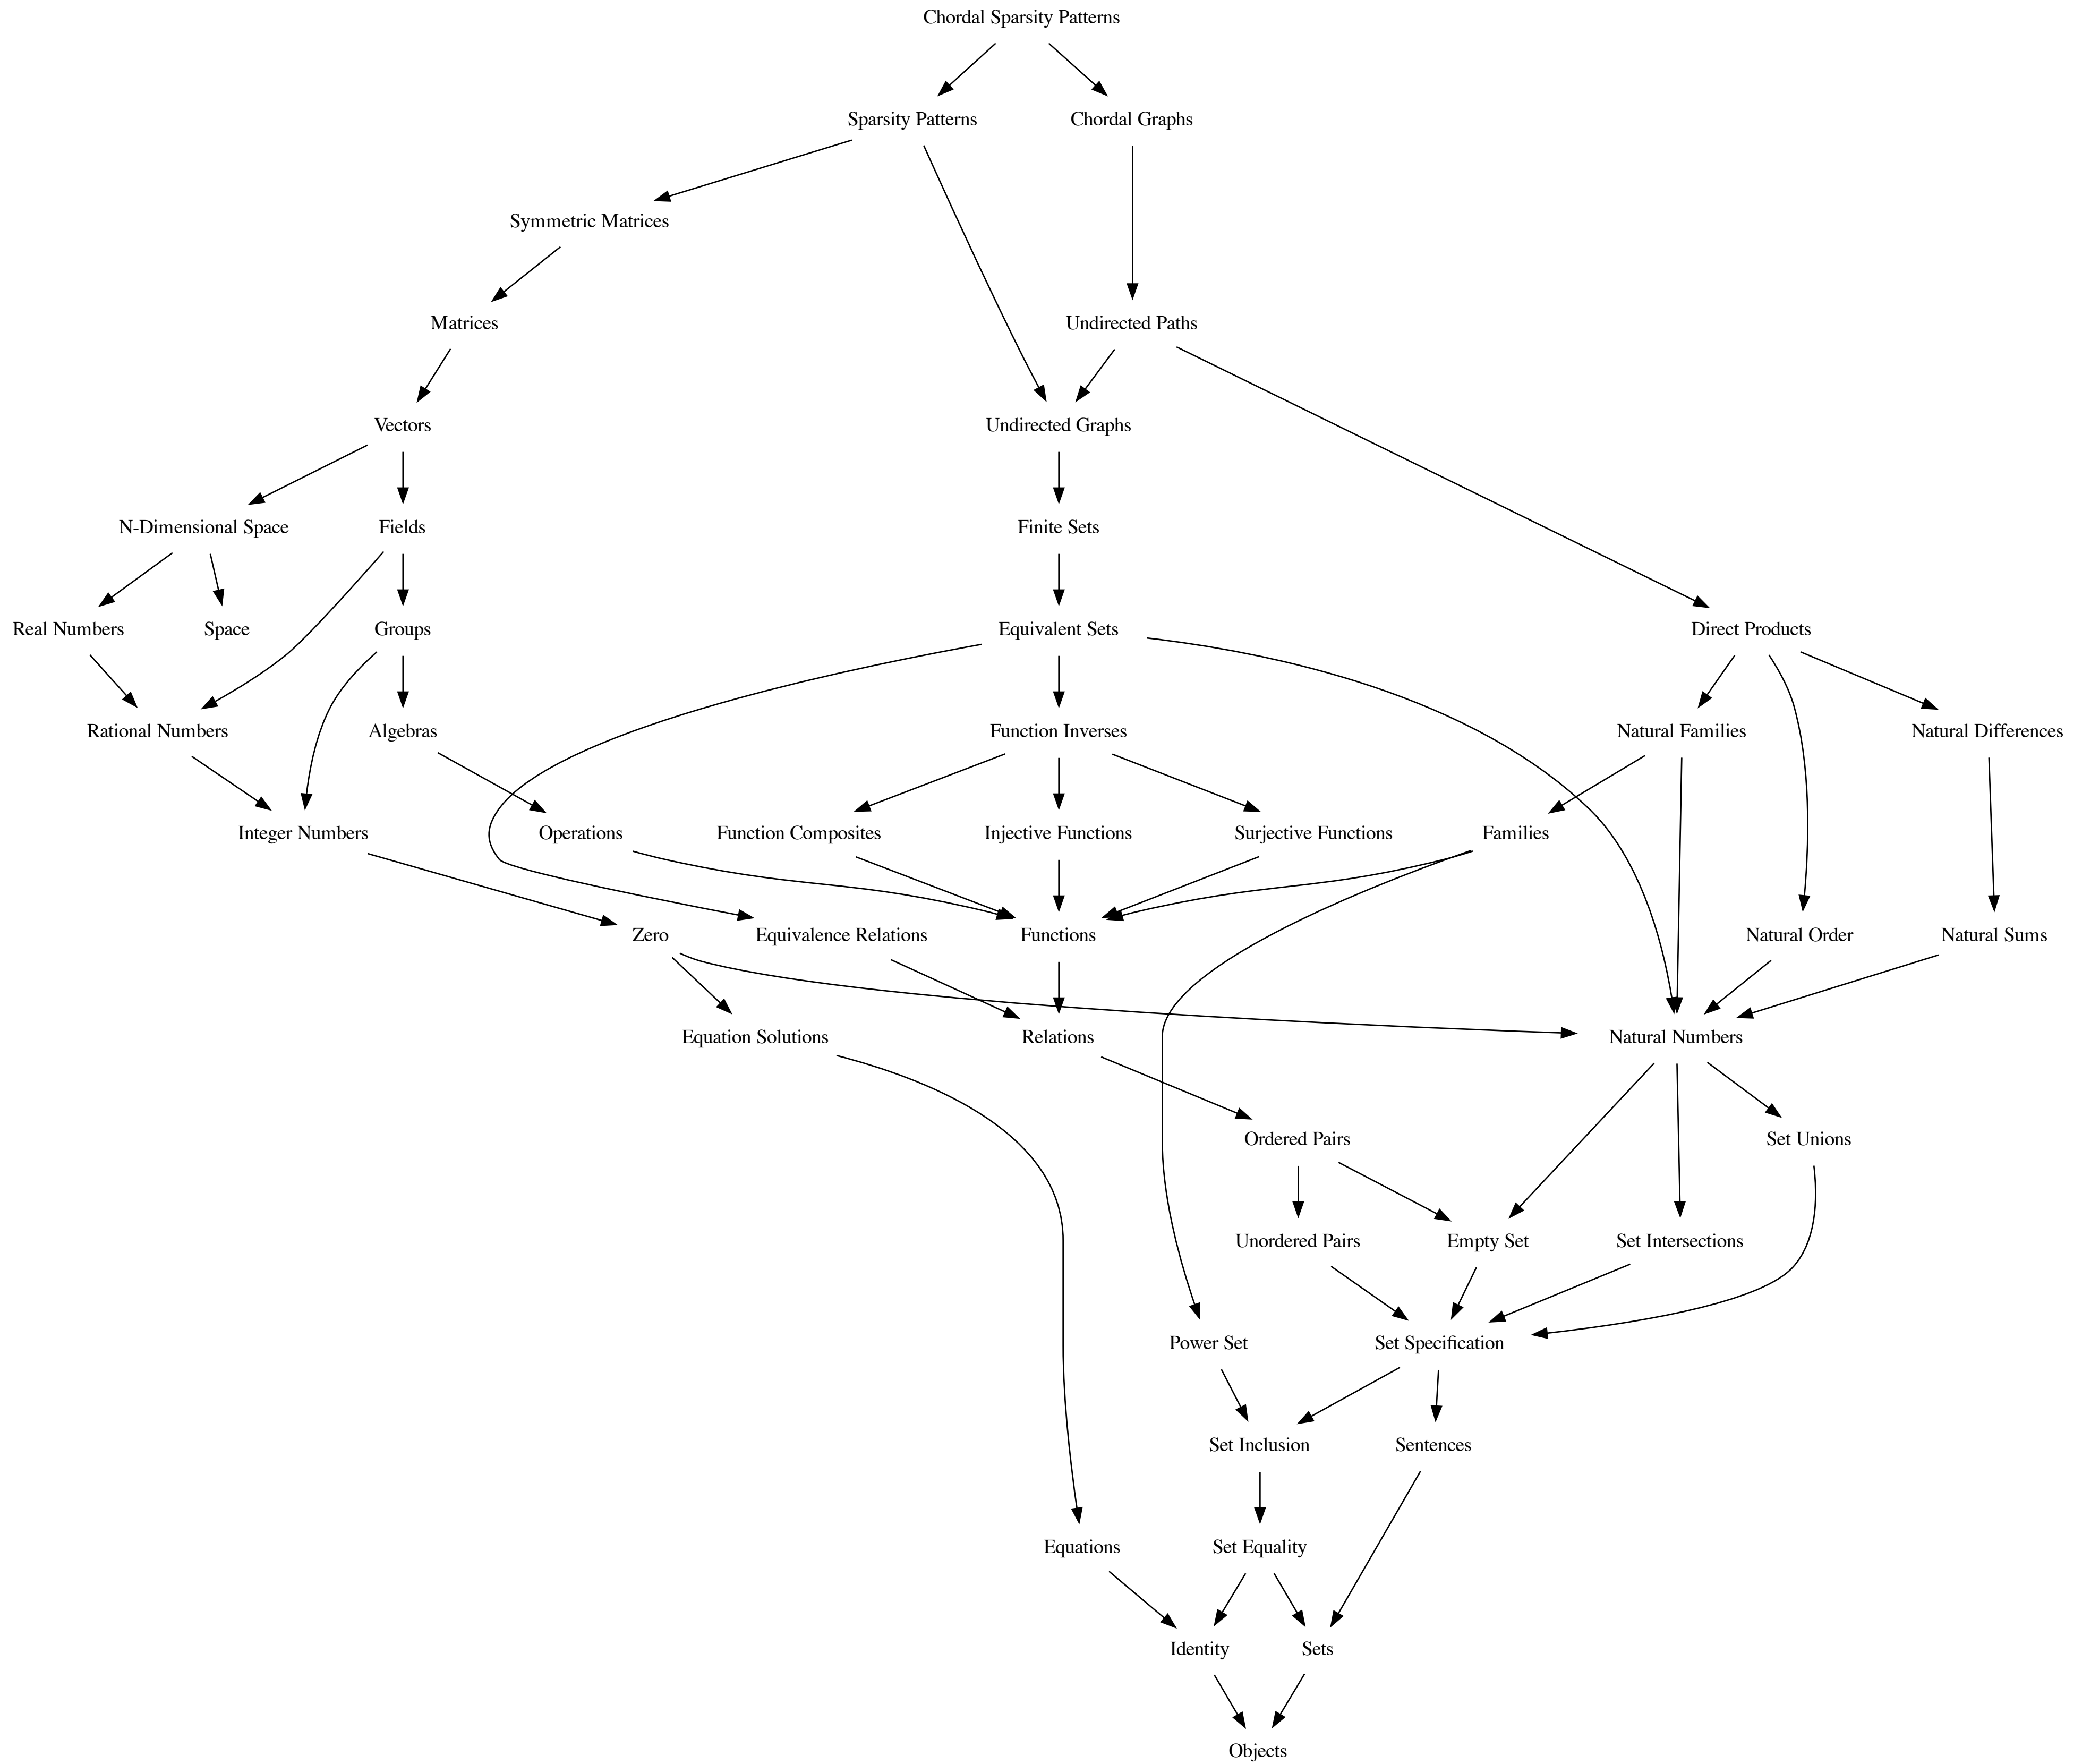 Chordal Sparsity Patterns
Sparsity Patterns
Chordal Graphs
Symmetric Matrices
Matrices
Undirected Paths
Vectors
Undirected Graphs
N-Dimensional Space
Fields
Finite Sets
Real Numbers
Space
Groups
Equivalent Sets
Direct Products
Rational Numbers
Algebras
Function Inverses
Natural Families
Natural Differences
Integer Numbers
Operations
Function Composites
Injective Functions
Surjective Functions
Families
Zero
Equivalence Relations
Functions
Natural Order
Natural Sums
Equation Solutions
Relations
Natural Numbers
Ordered Pairs
Set Unions
Unordered Pairs
Empty Set
Set Intersections
Power Set
Set Specification
Set Inclusion
Sentences
Equations
Set Equality
Identity
Sets
Objects